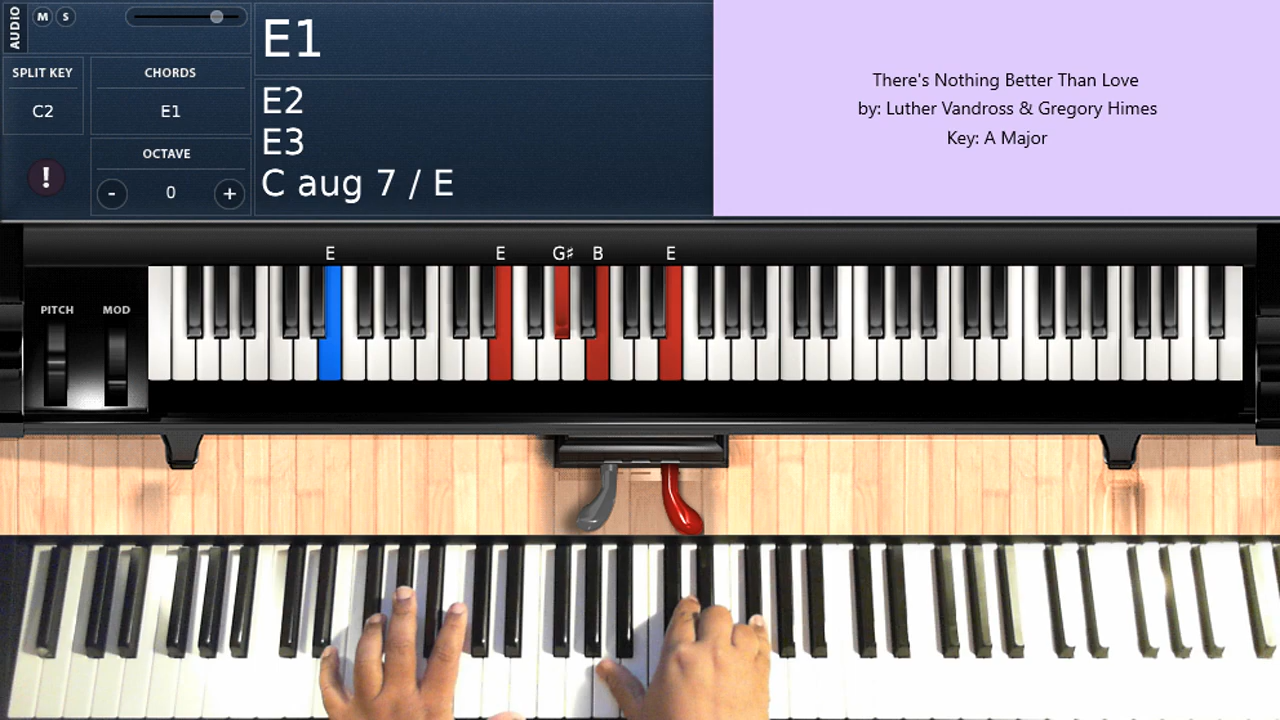 AUDIO
M S
SPLIT KEY
C2
CHORDS
E1
OCTAVE
- 0 +
!
E1
E2
E3
C aug 7 / E
There's Nothing Better Than Love
by: Luther Vandross & Gregory Himes
Key: A Major
E E G♯ B E
PITCH MOD